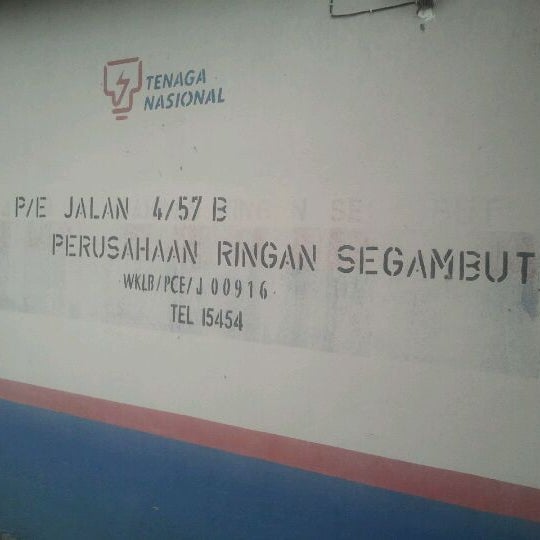 TENAGA
NASIONAL
P/E JALAN 4/57 B
PERUSAHAAN RINGAN SEGAMBUT
WKLB/PCE/J 00916
TEL 15454